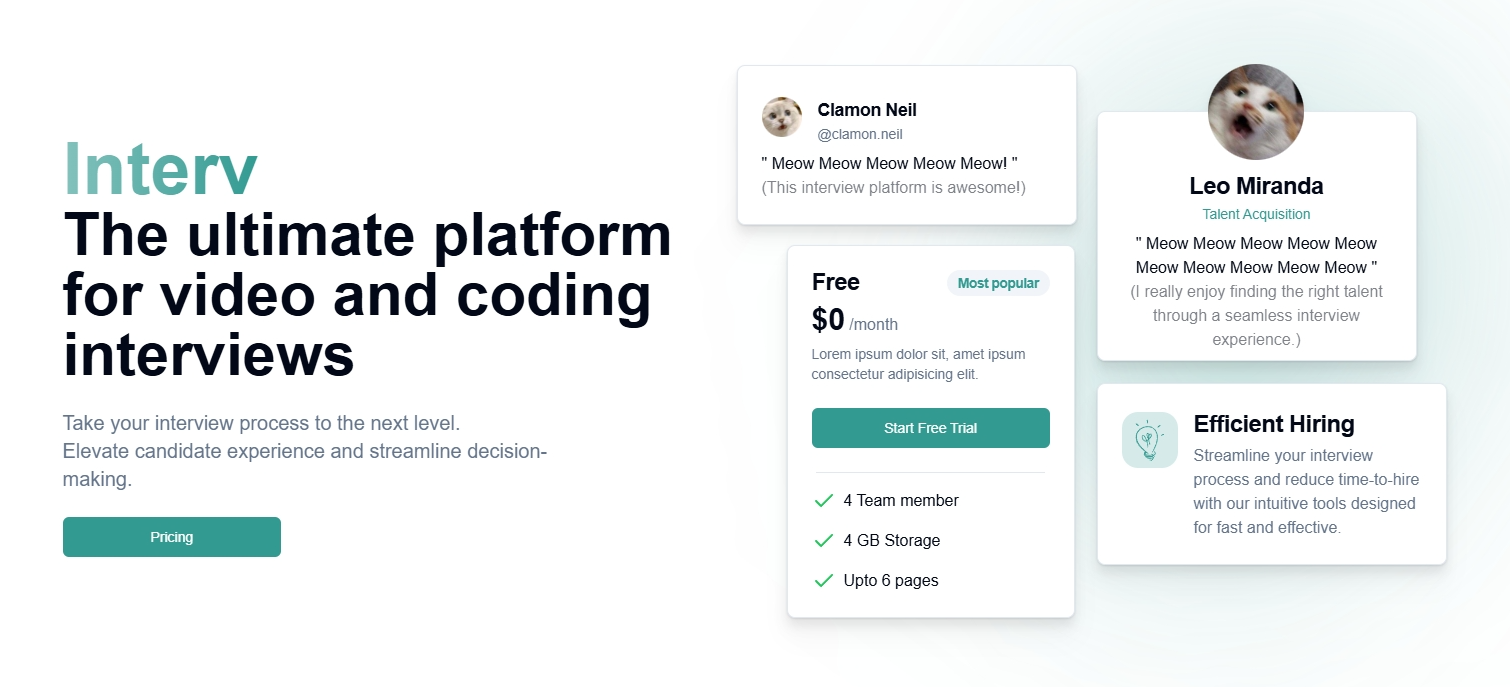 Interv
The ultimate platform
for video and coding
interviews
Take your interview process to the next level.
Elevate candidate experience and streamline decision-
making.
Pricing
Clamon Neil
@clamon.neil
" Meow Meow Meow Meow Meow! "
(This interview platform is awesome!)
Free
Most popular
$0 /month
Lorem ipsum dolor sit, amet ipsum
consectetur adipisicing elit.
Start Free Trial
4 Team member
4 GB Storage
Upto 6 pages
Leo Miranda
Talent Acquisition
" Meow Meow Meow Meow Meow
Meow Meow Meow Meow Meow "
(I really enjoy finding the right talent
through a seamless interview
experience.)
Efficient Hiring
Streamline your interview
process and reduce time-to-hire
with our intuitive tools designed
for fast and effective.